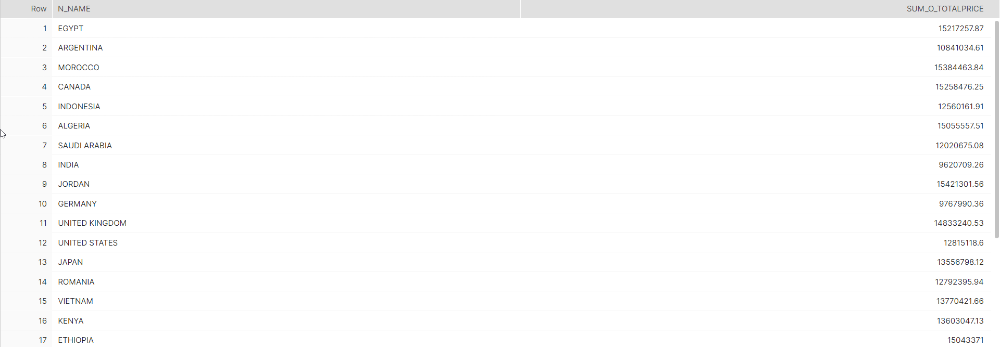 Row N_NAME SUM_O_TOTALPRICE
1 EGYPT 15217257.87
2 ARGENTINA 10841034.61
3 MOROCCO 15384463.84
4 CANADA 15258476.25
5 INDONESIA 12560161.91
6 ALGERIA 15055557.51
7 SAUDI ARABIA 12020675.08
8 INDIA 9620709.26
9 JORDAN 15421301.56
10 GERMANY 9767990.36
11 UNITED KINGDOM 14833240.53
12 UNITED STATES 12815118.6
13 JAPAN 13556798.12
14 ROMANIA 12792395.94
15 VIETNAM 13770421.66
16 KENYA 13603047.13
17 ETHIOPIA 15043371